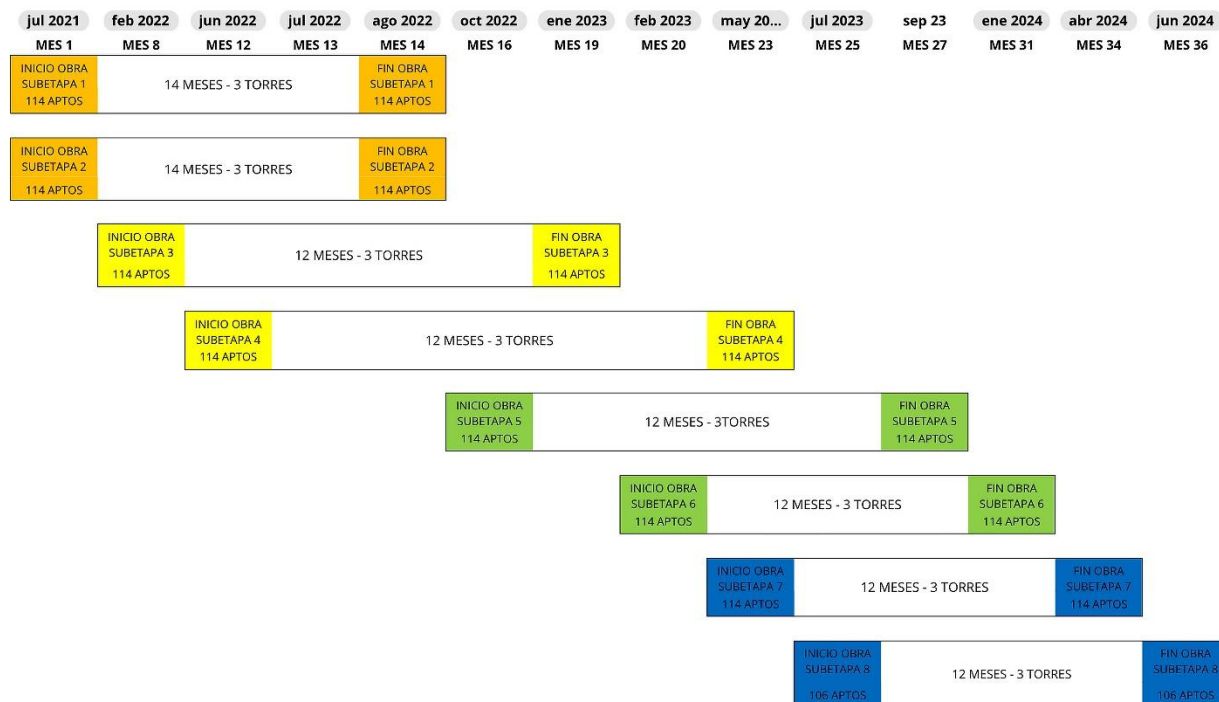 jul 2021 feb 2022 jun 2022 jul 2022 ago 2022 oct 2022 ene 2023 feb 2023 may 20... jul 2023 sep 23 ene 2024 abr 2024 jun 2024
MES 1 MES 8 MES 12 MES 13 MES 14 MES 16 MES 19 MES 20 MES 23 MES 25 MES 27 MES 31 MES 34 MES 36
INICIO OBRA
SUBETAPA 1
114 APTOS
14 MESES - 3 TORRES
FIN OBRA
SUBETAPA 1
114 APTOS
INICIO OBRA
SUBETAPA 2
114 APTOS
14 MESES - 3 TORRES
FIN OBRA
SUBETAPA 2
114 APTOS
INICIO OBRA
SUBETAPA 3
114 APTOS
12 MESES - 3 TORRES
FIN OBRA
SUBETAPA 3
114 APTOS
INICIO OBRA
SUBETAPA 4
114 APTOS
12 MESES - 3 TORRES
FIN OBRA
SUBETAPA 4
114 APTOS
INICIO OBRA
SUBETAPA 5
114 APTOS
12 MESES - 3TORRES
FIN OBRA
SUBETAPA 5
114 APTOS
INICIO OBRA
SUBETAPA 6
114 APTOS
12 MESES - 3 TORRES
FIN OBRA
SUBETAPA 6
114 APTOS
INICIO OBRA
SUBETAPA 7
114 APTOS
12 MESES - 3 TORRES
FIN OBRA
SUBETAPA 7
114 APTOS
INICIO OBRA
SUBETAPA 8
106 APTOS
12 MESES - 3 TORRES
FIN OBRA
SUBETAPA 8
106 APTOS